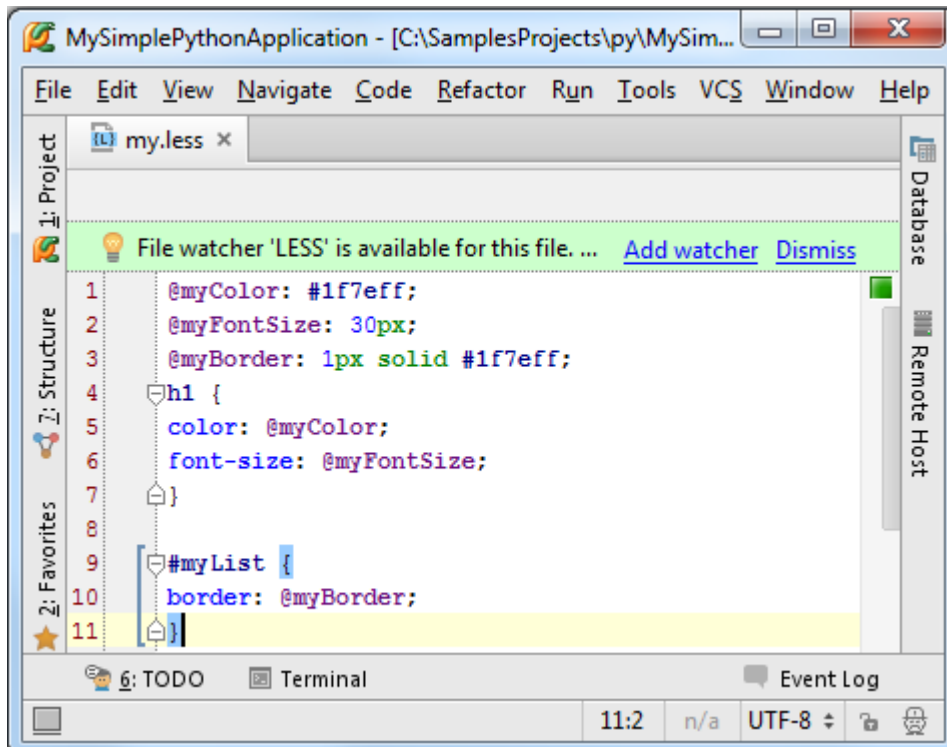 MySimplePythonApplication - [C:\SamplesProjects\py\MySim...
File Edit View Navigate Code Refactor Run Tools VCS Window Help
my.less
1: Project
7: Structure
2: Favorites
File watcher 'LESS' is available for this file. ... Add watcher Dismiss
1 @myColor: #1f7eff;
2 @myFontSize: 30px;
3 @myBorder: 1px solid #1f7eff;
4 h1 {
5 color: @myColor;
6 font-size: @myFontSize;
7 }
8
9 #myList {
10 border: @myBorder;
11 }
Database
Remote Host
6: TODO Terminal Event Log
11:2 n/a UTF-8